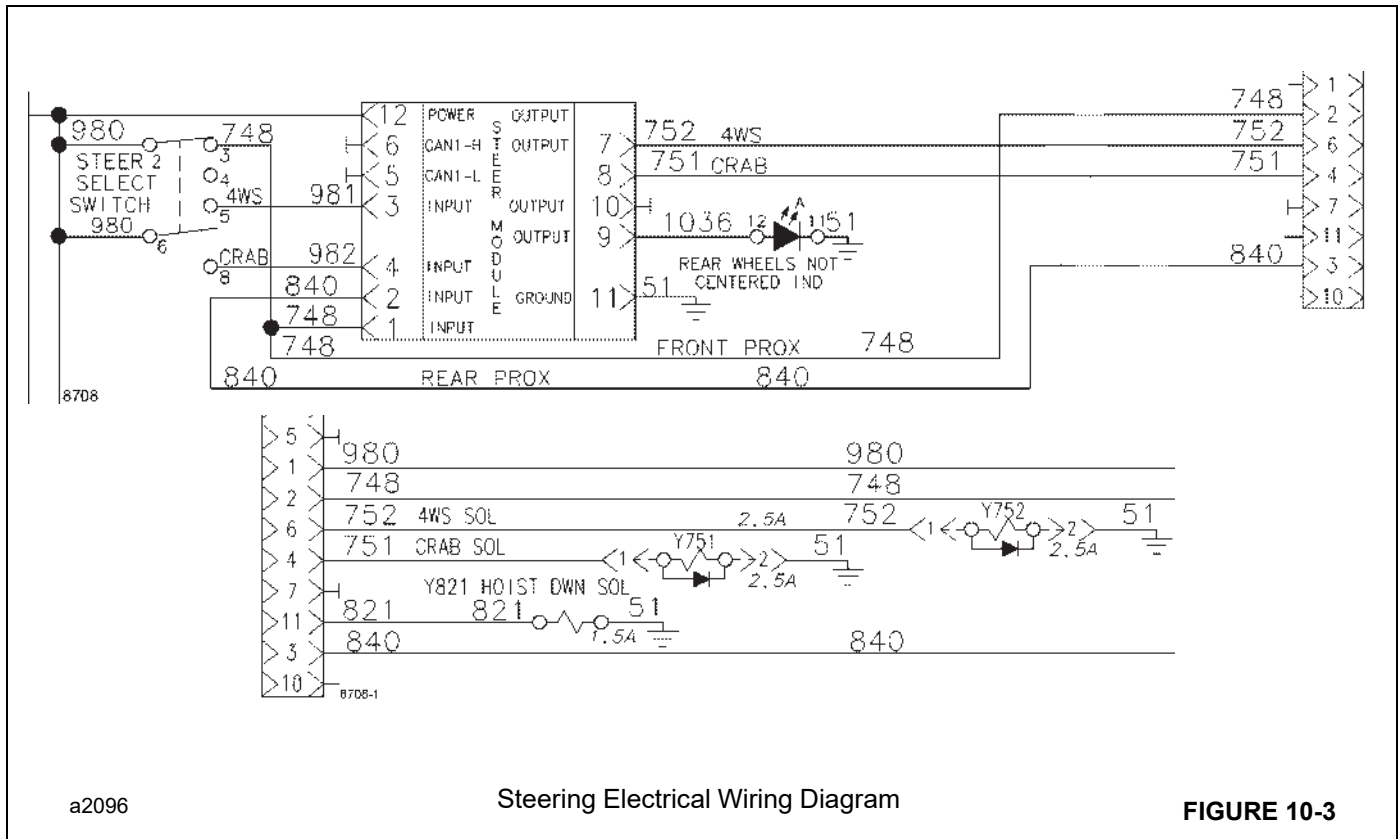 980
STEER 2
SELECT
SWITCH
980
6
748
3
4
4WS
5
981
CRAB
8
982
840
748
748
840
8708
12 POWER OUTPUT
6 CAN1-H OUTPUT 7
5 CAN1-L 8
3 INPUT OUTPUT 10
OUTPUT 9
4 INPUT
2 INPUT GROUND 11
1 INPUT
STEER MODULE
752 4WS
751 CRAB
1036 12 A 11 51
REAR WHEELS NOT
CENTERED IND
51
FRONT PROX 748
REAR PROX 840
1
748 2
752 6
751 4
7
11
840 3
10
5
1 980 980
2 748 748
6 752 4WS SOL 2.5A 752 1 Y752 2 51
2.5A
4 751 CRAB SOL 1 Y751 2 51
2.5A
7 Y821 HOIST DWN SOL
11 821 821 51
1.5A
3 840 840
10
8708-1
a2096
Steering Electrical Wiring Diagram
FIGURE 10-3